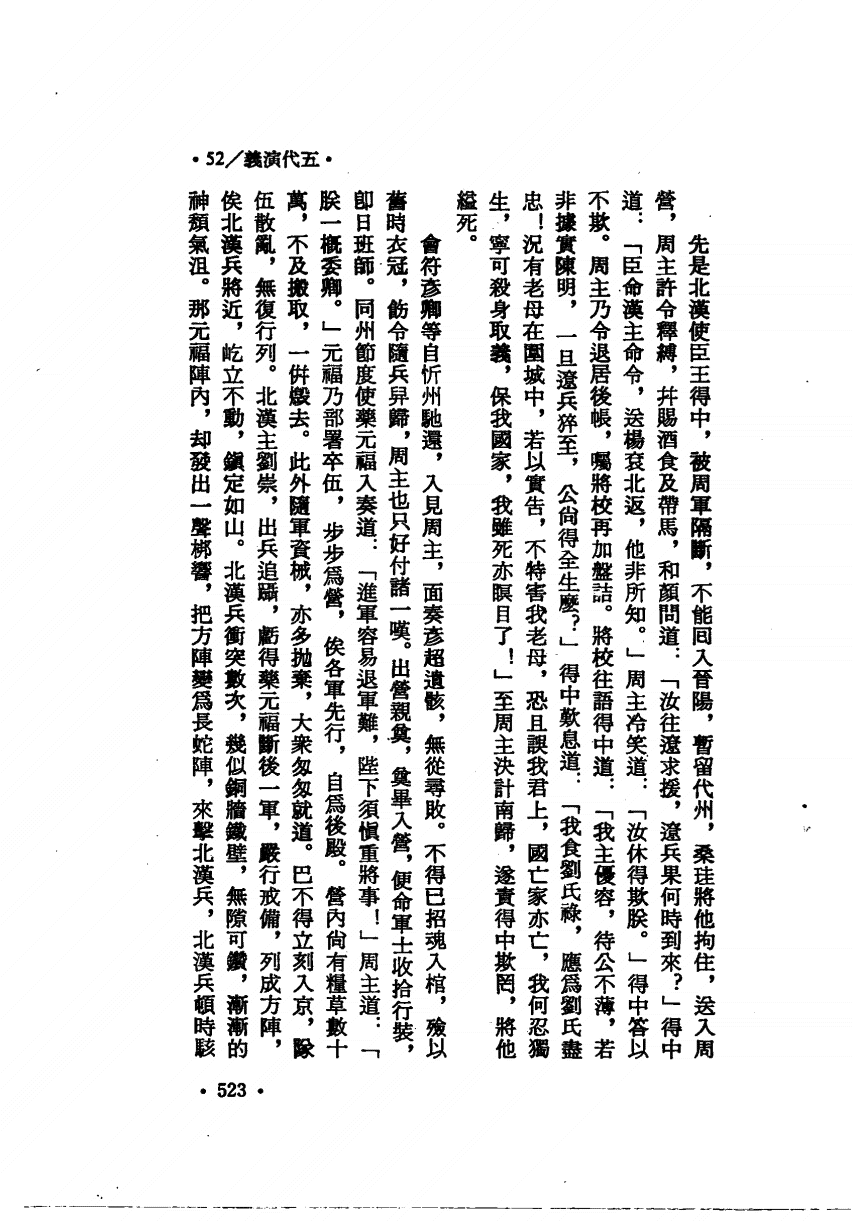 •52／義演代五•
先是北漢使臣王得中，被周軍隔斷，不能囘入晉陽，暫留代州，桑珪將他拘住，送入周
營，周主許令釋縛，幷賜酒食及帶馬，和顏問道：「汝往遼求援，遼兵果何時到來？」得中
道：「臣命漢主命令，送楊袞北返，他非所知。」周主冷笑道：「汝休得欺朕。」得中答以
不欺。周主乃令退居後帳，囑將校再加盤詰。將校往語得中道：「我主優容，待公不薄，若
非據實陳明，一旦遼兵猝至，公尙得全生麼？」得中歎息道：「我食劉氏祿，應爲劉氏盡
忠！況有老母在圍城中，若以實告，不特害我老母，恐且誤我君上，國亡家亦亡，我何忍獨
生，寧可殺身取義，保我國家，我雖死亦瞑目了！」至周主決計南歸，遂責得中欺罔，將他
縊死。
會符彥卿等自忻州馳還，入見周主，面奏彥超遺骸，無從尋敗。不得已招魂入棺，殮以
舊時衣冠，飭令隨兵舁歸，周主也只好付諸一嘆。出營親奠，奠畢入營，便命軍士收拾行裝，
卽日班師。同州節度使藥元福入奏道：「進軍容易退軍難，陛下須愼重將事！」周主道：「
朕一概委卿。」元福乃部署卒伍，步步爲營，俟各軍先行，自爲後殿。營內尙有糧草數十
萬，不及搬取，一倂燬去。此外隨軍資械，亦多拋棄，大衆匆匆就道。巴不得立刻入京，隊
伍散亂，無復行列。北漢主劉崇，出兵追躡，虧得藥元福斷後一軍，嚴行戒備，列成方陣，
俟北漢兵將近，屹立不動，鎭定如山。北漢兵衝突數次，幾似銅牆鐵壁，無隙可鑽，漸漸的
神頹氣沮。那元福陣內，却發出一聲梆響，把方陣變爲長蛇陣，來擊北漢兵，北漢兵頓時駭
•523•